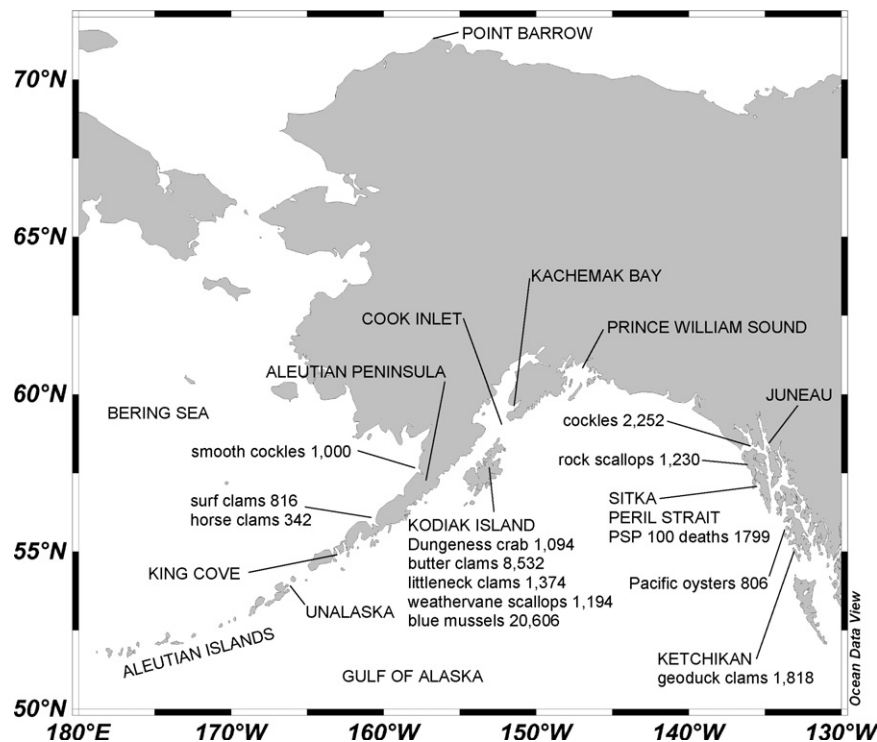 POINT BARROW
70°N
65°N
KACHEMAK BAY
COOK INLET
PRINCE WILLIAM SOUND
ALEUTIAN PENINSULA
60°N
JUNEAU
BERING SEA
cockles 2,252
smooth cockles 1,000
rock scallops 1,230
surf clams 816
horse clams 342
SITKA
PERIL STRAIT
PSP 100 deaths 1799
KODIAK ISLAND
Dungeness crab 1,094
butter clams 8,532
littleneck clams 1,374
weathervane scallops 1,194
blue mussels 20,606
55°N
KING COVE
Pacific oysters 806
UNALASKA
ALEUTIAN ISLANDS
KETCHIKAN
geoduck clams 1,818
GULF OF ALASKA
Ocean Data View
50°N
180°E
170°W
160°W
150°W
140°W
130°W